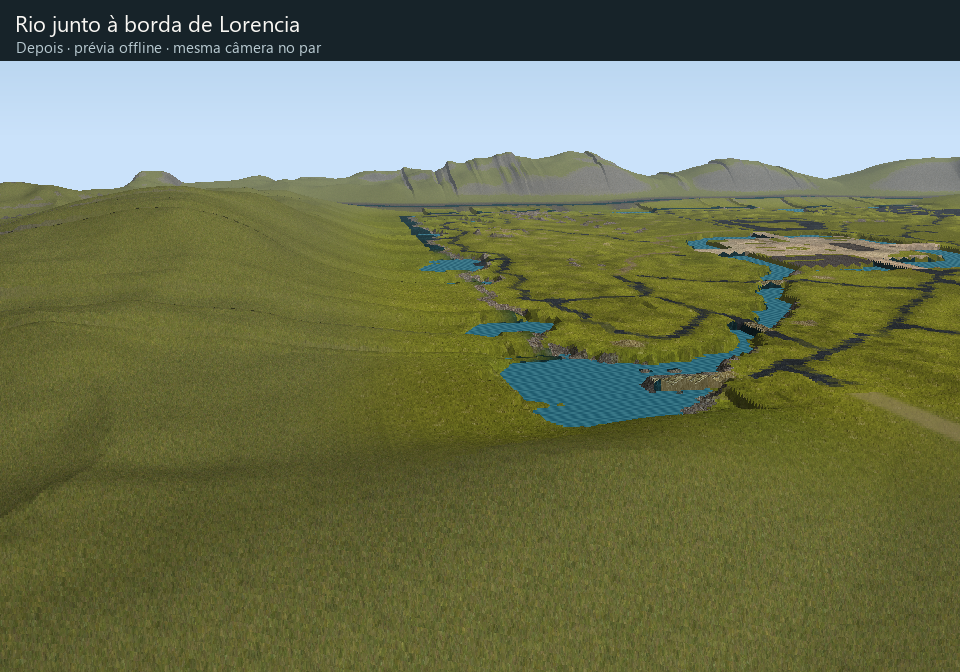 Rio junto à borda de Lorencia
Depois · prévia offline · mesma câmera no par